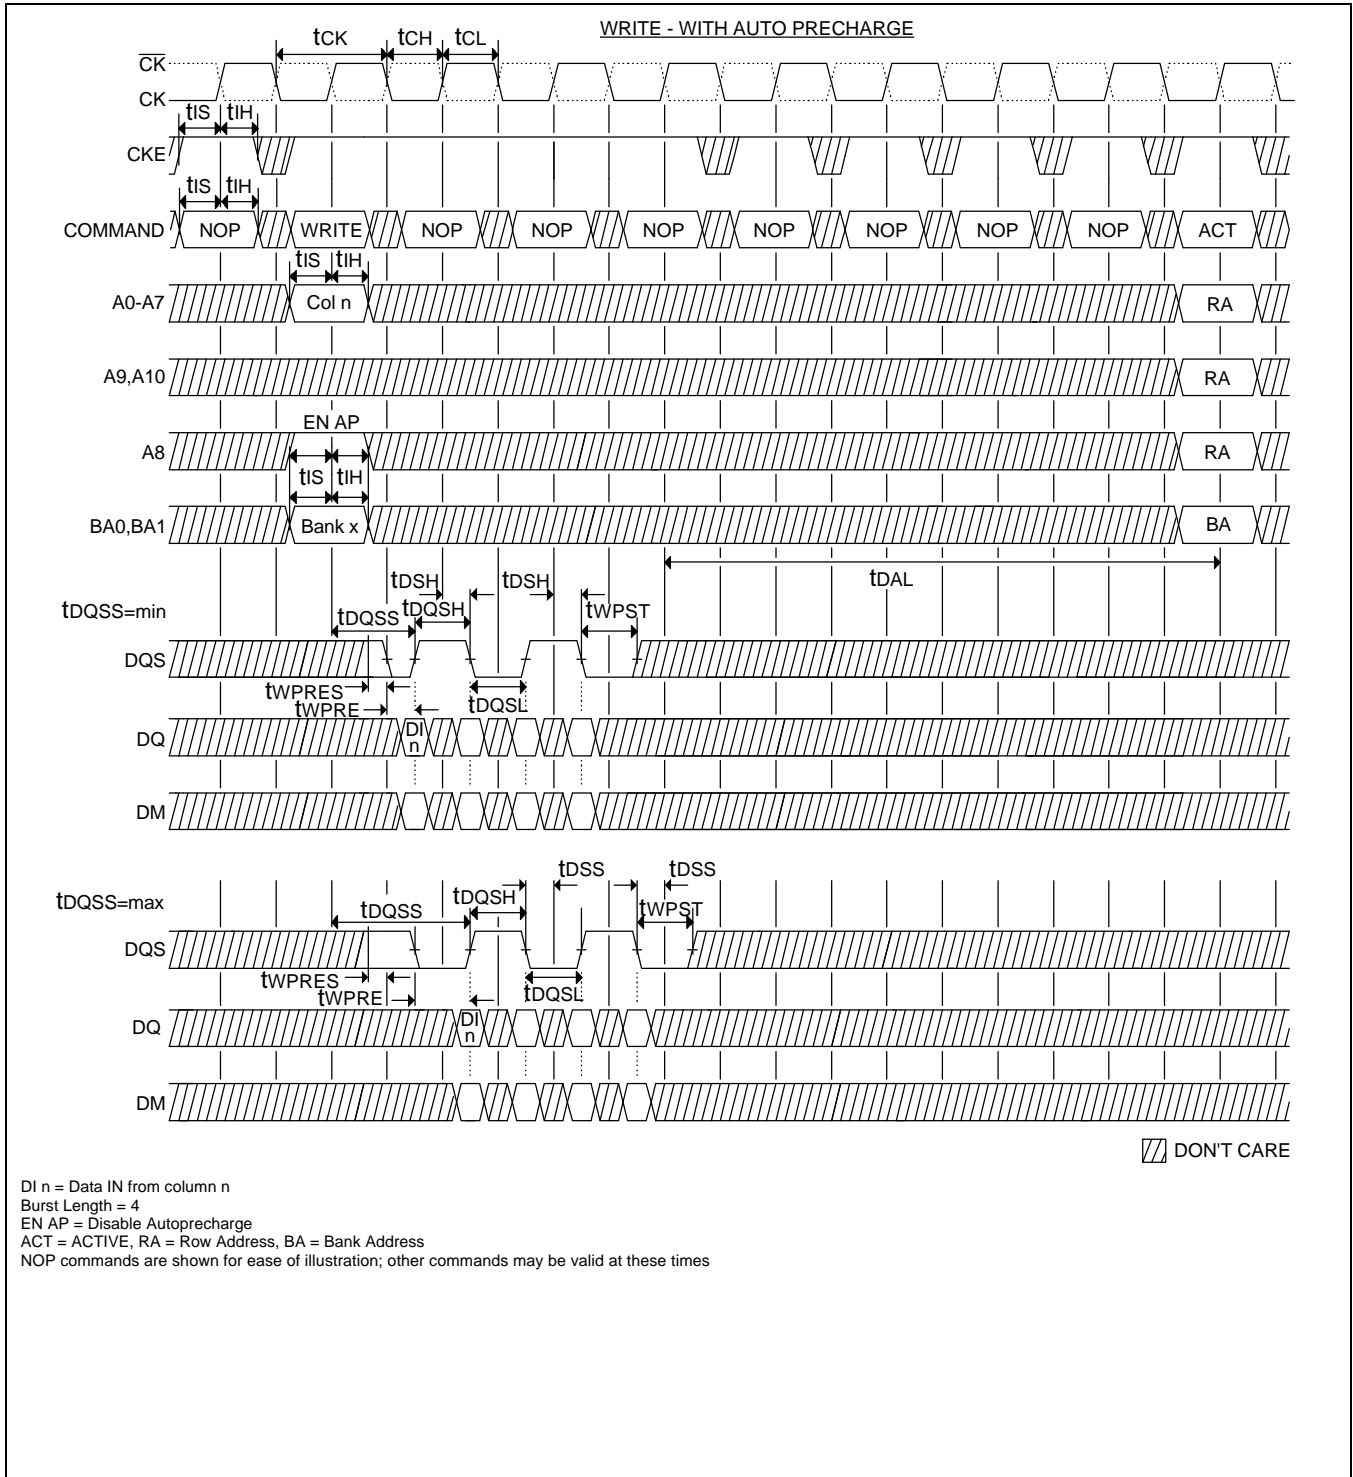 WRITE - WITH AUTO PRECHARGE
tCK tCH tCL
CK
CK
tIS tIH
CKE
tIS tIH
COMMAND NOP WRITE NOP NOP NOP NOP NOP NOP NOP ACT
tIS tIH
A0-A7 Col n RA
A9,A10 RA
EN AP
A8 RA
tIS tIH
BA0,BA1 Bank x BA
tDAL
tDSH tDSH
tDQSS=min tDQSS tDQSH tWPST
DQS
tWPRES tDQSL
tWPRE
DQ DI n
DM
tDSS tDSS
tDQSS=max tDQSS tDQSH tWPST
DQS
tWPRES tDQSL
tWPRE
DQ DI n
DM
DON'T CARE
DI n = Data IN from column n
Burst Length = 4
EN AP = Disable Autoprecharge
ACT = ACTIVE, RA = Row Address, BA = Bank Address
NOP commands are shown for ease of illustration; other commands may be valid at these times